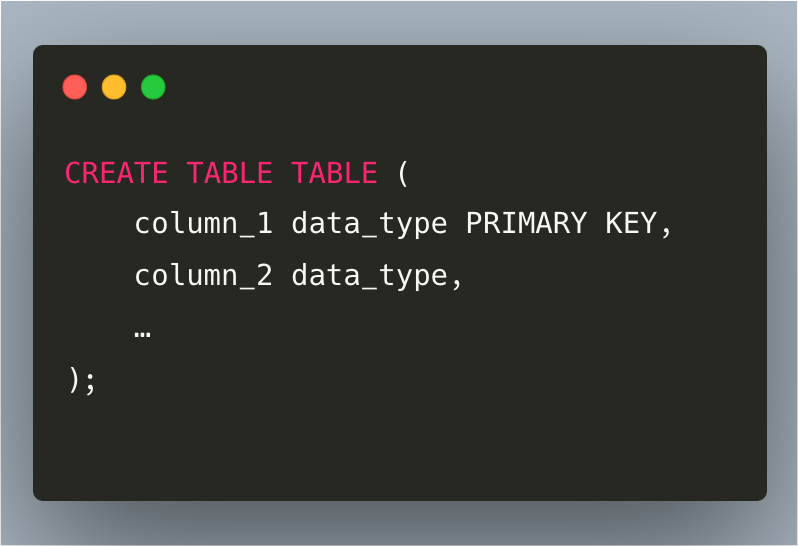 CREATE TABLE TABLE (
    column_1 data_type PRIMARY KEY,
    column_2 data_type,
    …
);